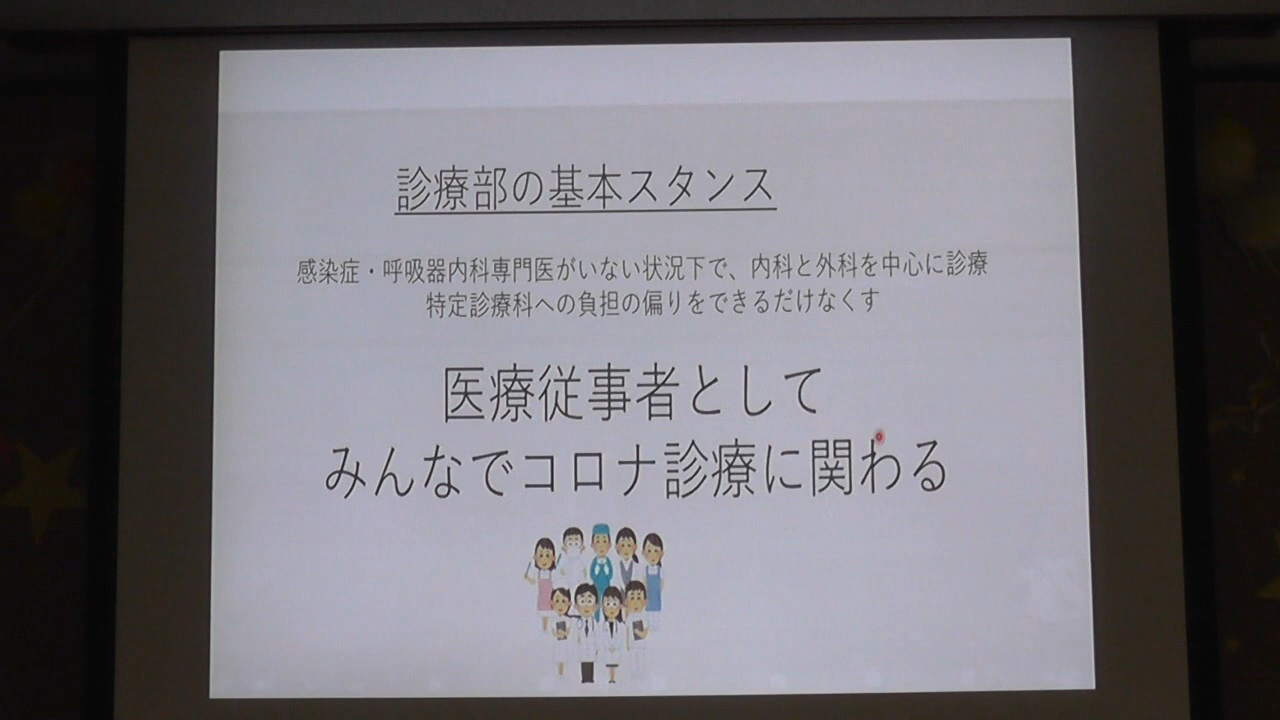 診療部の基本スタンス
感染症・呼吸器内科専門医がいない状況下で、内科と外科を中心に診療
特定診療科への負担の偏りをできるだけなくす
医療従事者として
みんなでコロナ診療に関わる